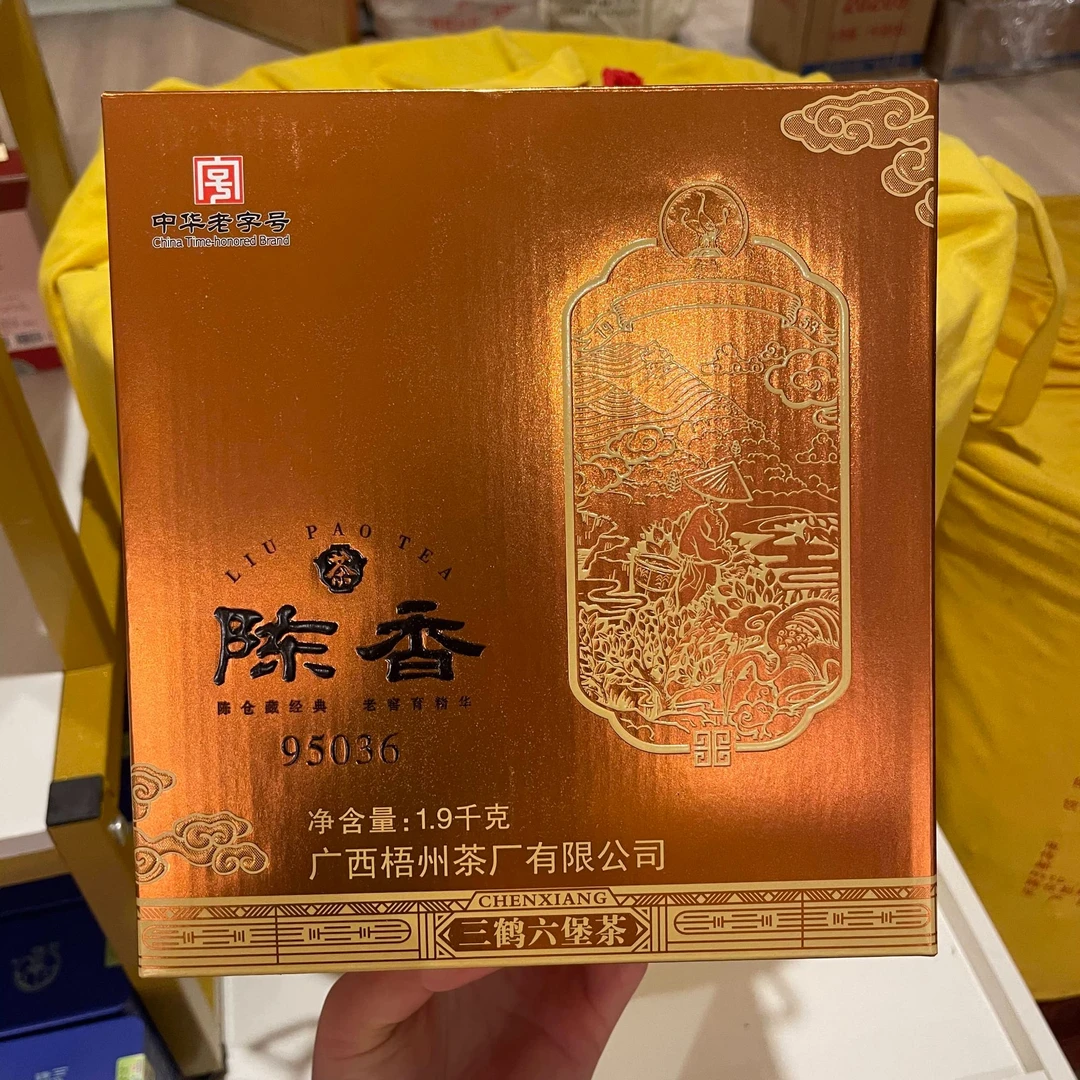 中华老字号
China Time-honored Brand
1953
LIU PAO TEA
茶
陈香
陈仓藏经典 老窖育精华
95036
净含量:1.9千克
广西梧州茶厂有限公司
CHENXIANG
三鹤六堡茶